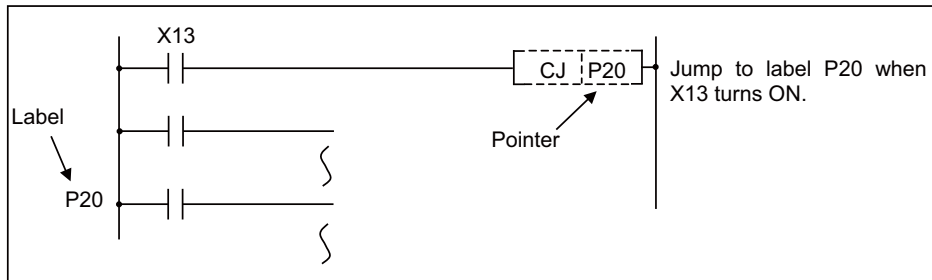 X13
CJ P20
Jump to label P20 when
X13 turns ON.
Label
Pointer
P20